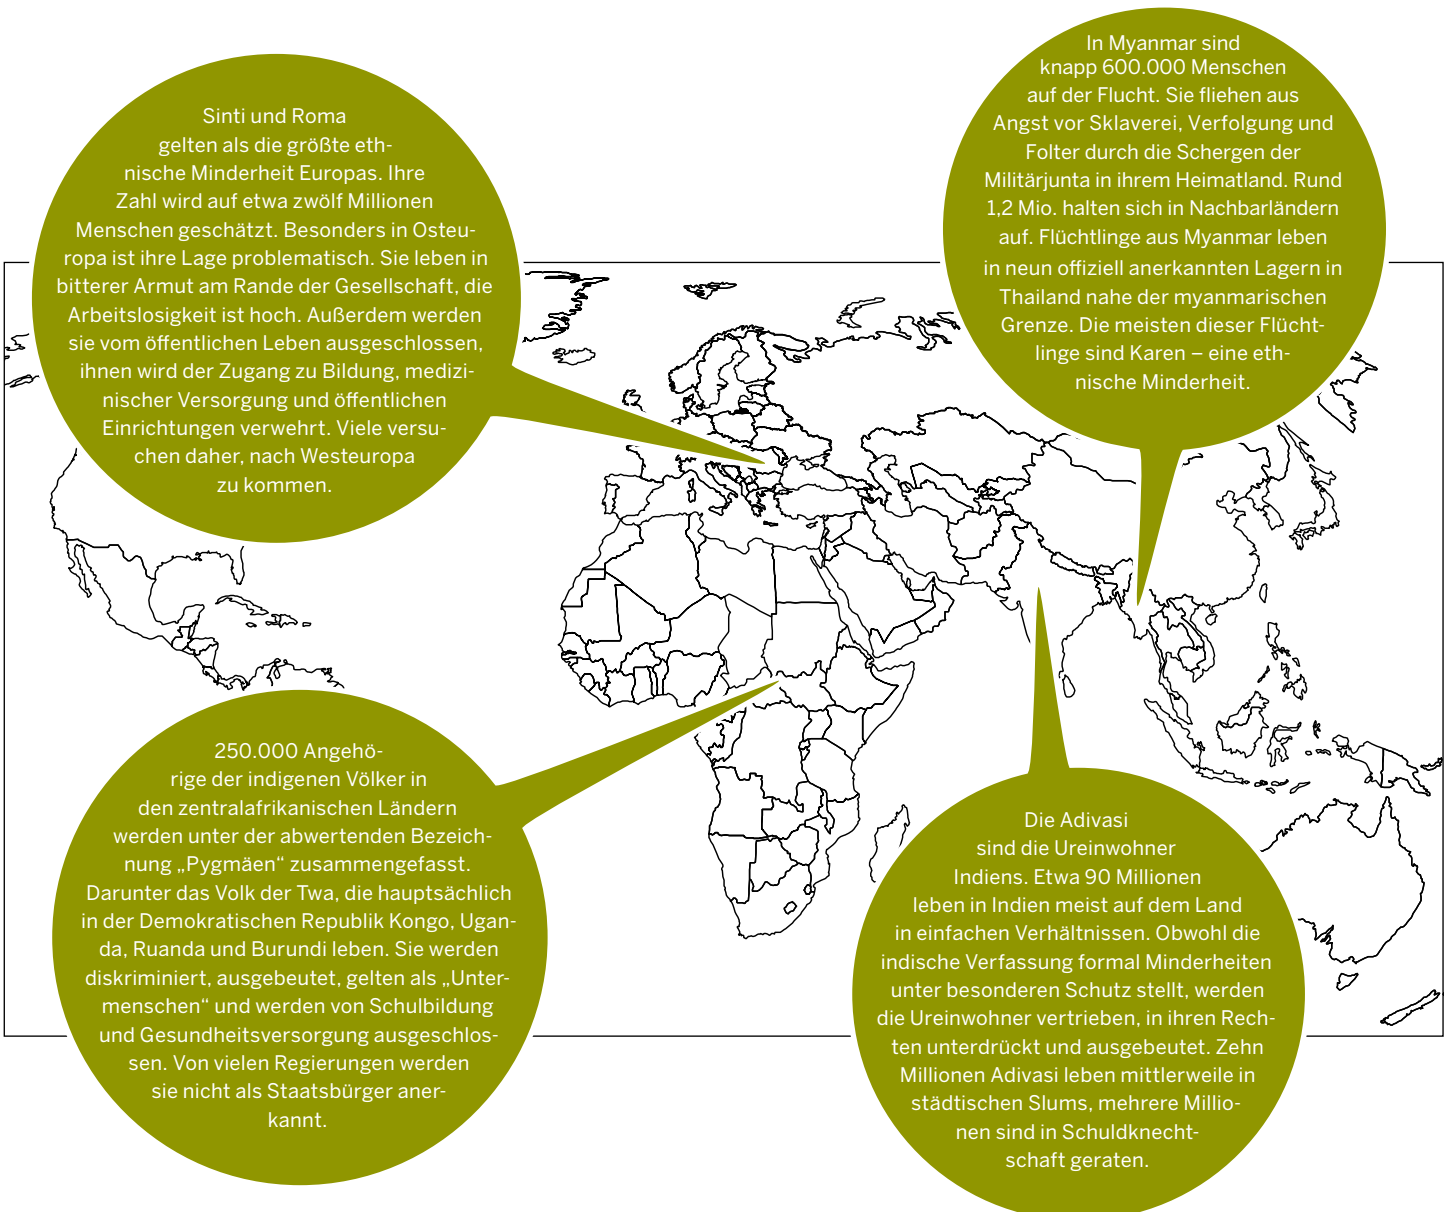 Sinti und Roma
gelten als die größte eth-
nische Minderheit Europas. Ihre
Zahl wird auf etwa zwölf Millionen
Menschen geschätzt. Besonders in Osteu-
ropa ist ihre Lage problematisch. Sie leben in
bitterer Armut am Rande der Gesellschaft, die
Arbeitslosigkeit ist hoch. Außerdem werden
sie vom öffentlichen Leben ausgeschlossen,
ihnen wird der Zugang zu Bildung, medizi-
nischer Versorgung und öffentlichen
Einrichtungen verwehrt. Viele versu-
chen daher, nach Westeuropa
zu kommen.
In Myanmar sind
knapp 600.000 Menschen
auf der Flucht. Sie fliehen aus
Angst vor Sklaverei, Verfolgung und
Folter durch die Schergen der
Militärjunta in ihrem Heimatland. Rund
1,2 Mio. halten sich in Nachbarländern
auf. Flüchtlinge aus Myanmar leben
in neun offiziell anerkannten Lagern in
Thailand nahe der myanmarischen
Grenze. Die meisten dieser Flücht-
linge sind Karen – eine eth-
nische Minderheit.
250.000 Angehö-
rige der indigenen Völker in
den zentralafrikanischen Ländern
werden unter der abwertenden Bezeich-
nung „Pygmäen“ zusammengefasst.
Darunter das Volk der Twa, die hauptsächlich
in der Demokratischen Republik Kongo, Ugan-
da, Ruanda und Burundi leben. Sie werden
diskriminiert, ausgebeutet, gelten als „Unter-
menschen“ und werden von Schulbildung
und Gesundheitsversorgung ausgeschlos-
sen. Von vielen Regierungen werden
sie nicht als Staatsbürger aner-
kannt.
Die Adivasi
sind die Ureinwohner
Indiens. Etwa 90 Millionen
leben in Indien meist auf dem Land
in einfachen Verhältnissen. Obwohl die
indische Verfassung formal Minderheiten
unter besonderen Schutz stellt, werden
die Ureinwohner vertrieben, in ihren Rech-
ten unterdrückt und ausgebeutet. Zehn
Millionen Adivasi leben mittlerweile in
städtischen Slums, mehrere Millio-
nen sind in Schuldknecht-
schaft geraten.